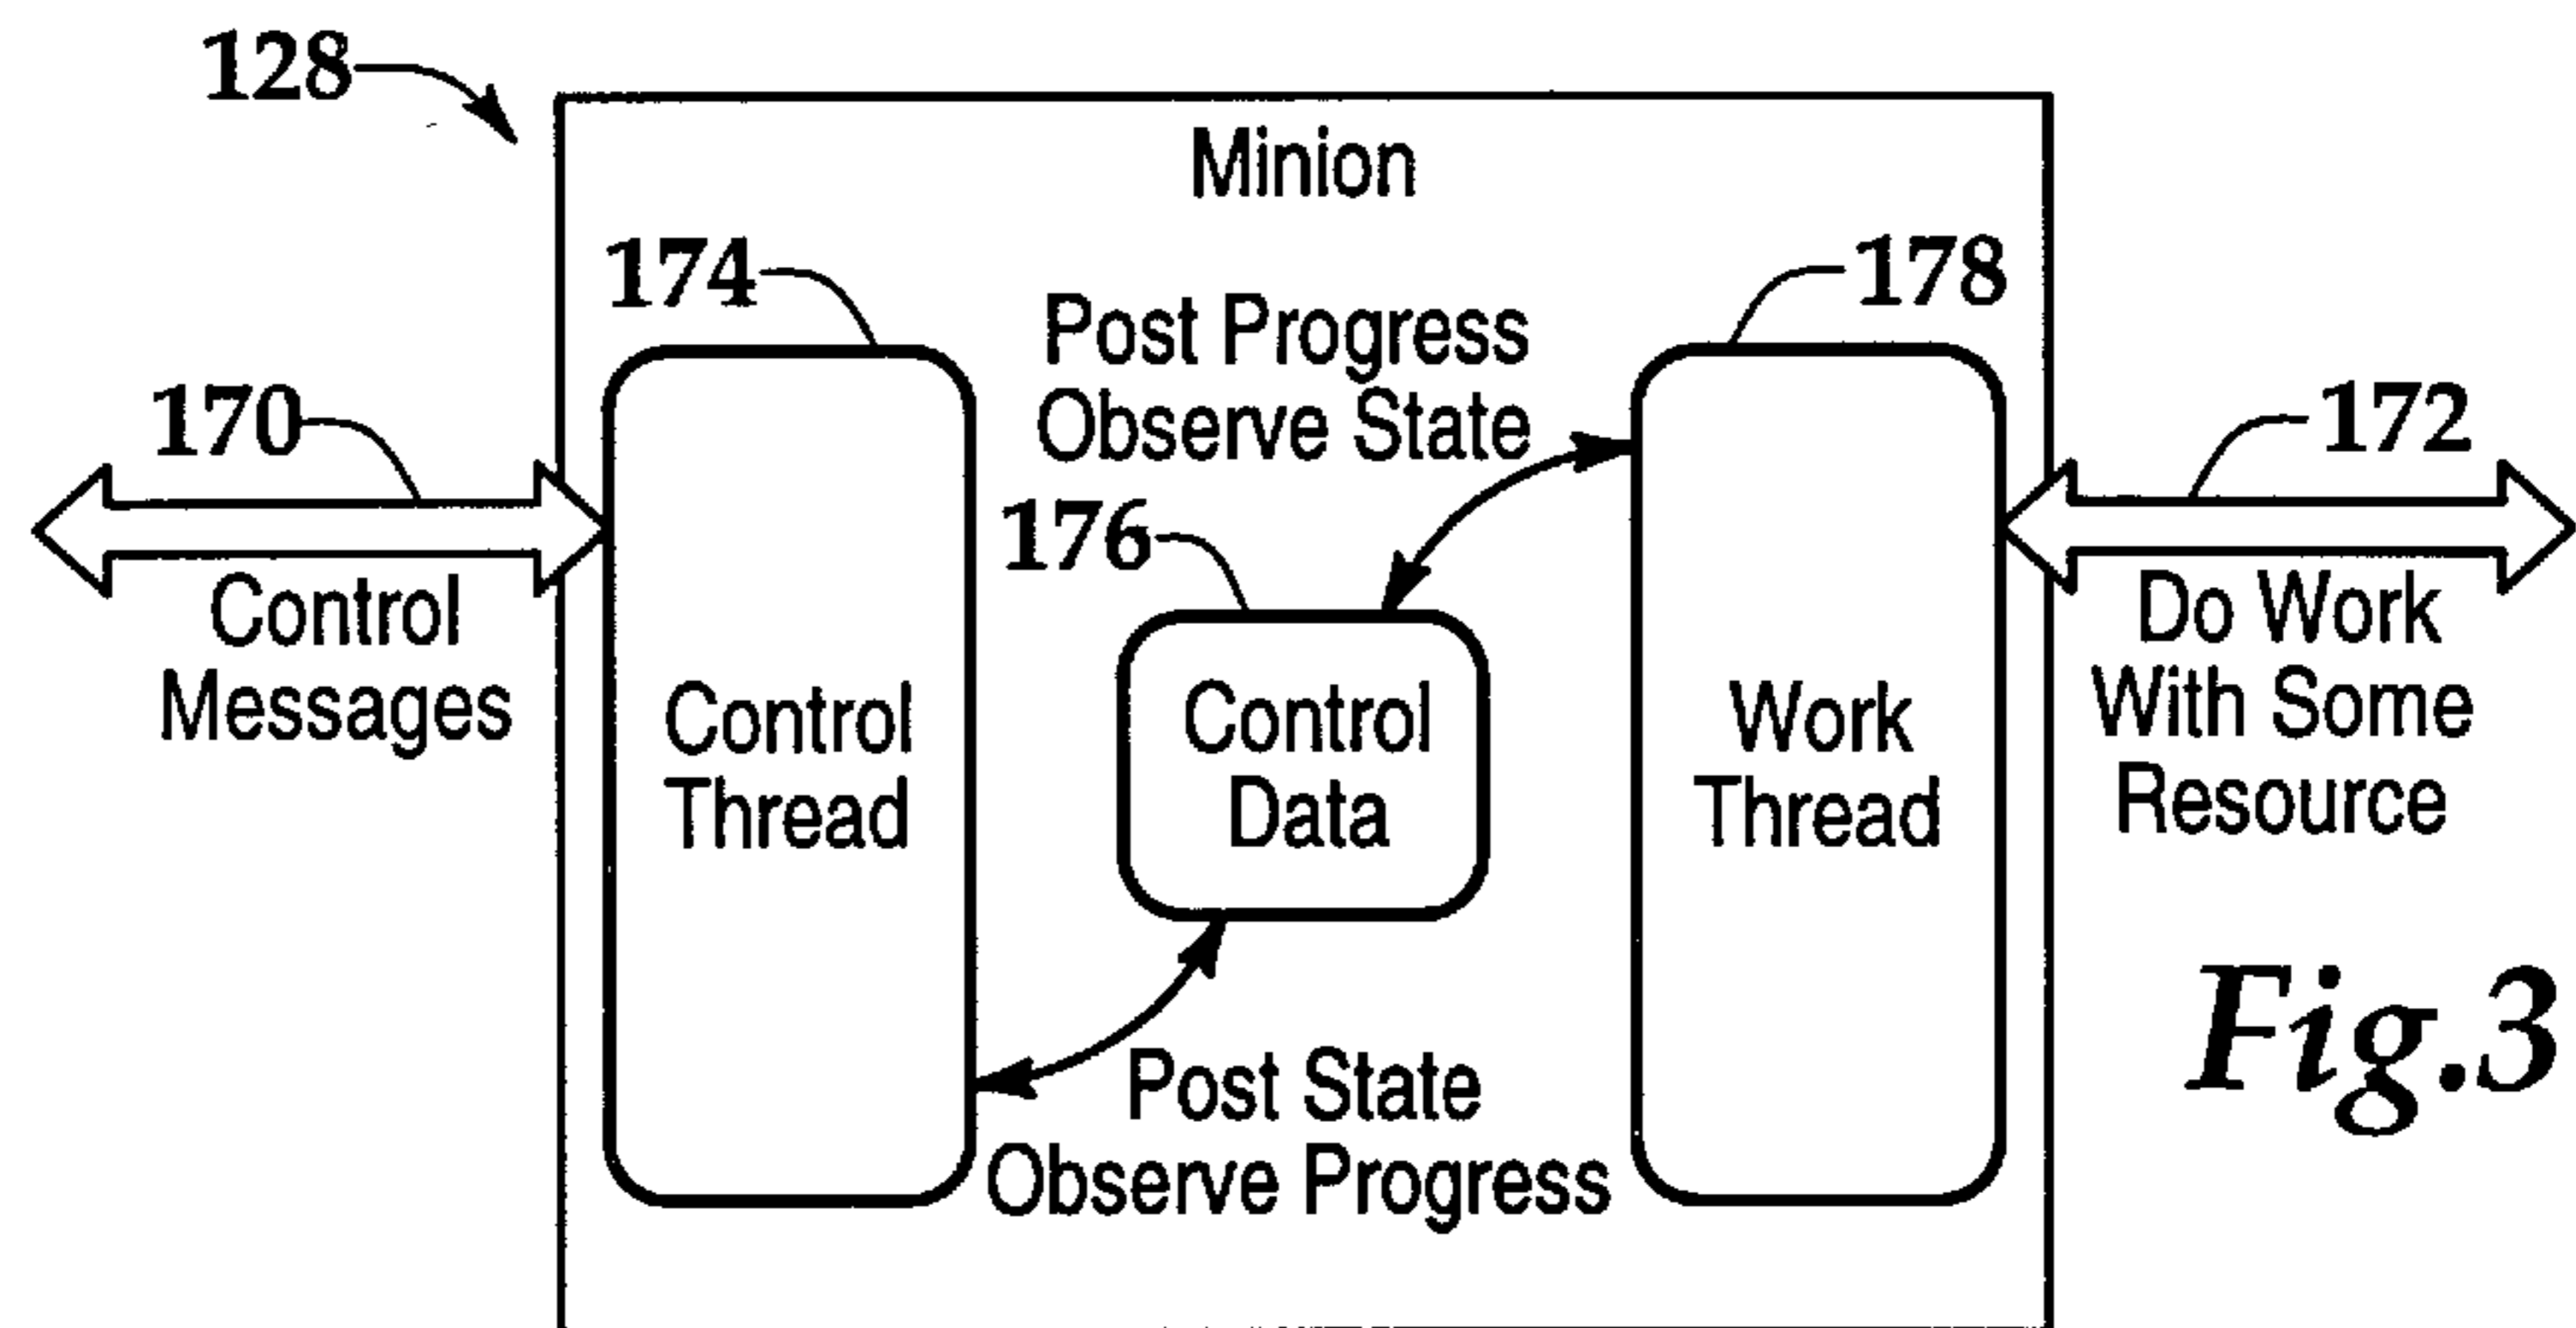 128
Minion
174
178
Post Progress
Observe State
170
172
176
Control
Messages
Do Work
With Some
Resource
Control
Thread
Control
Data
Work
Thread
Post State
Observe Progress
Fig.3